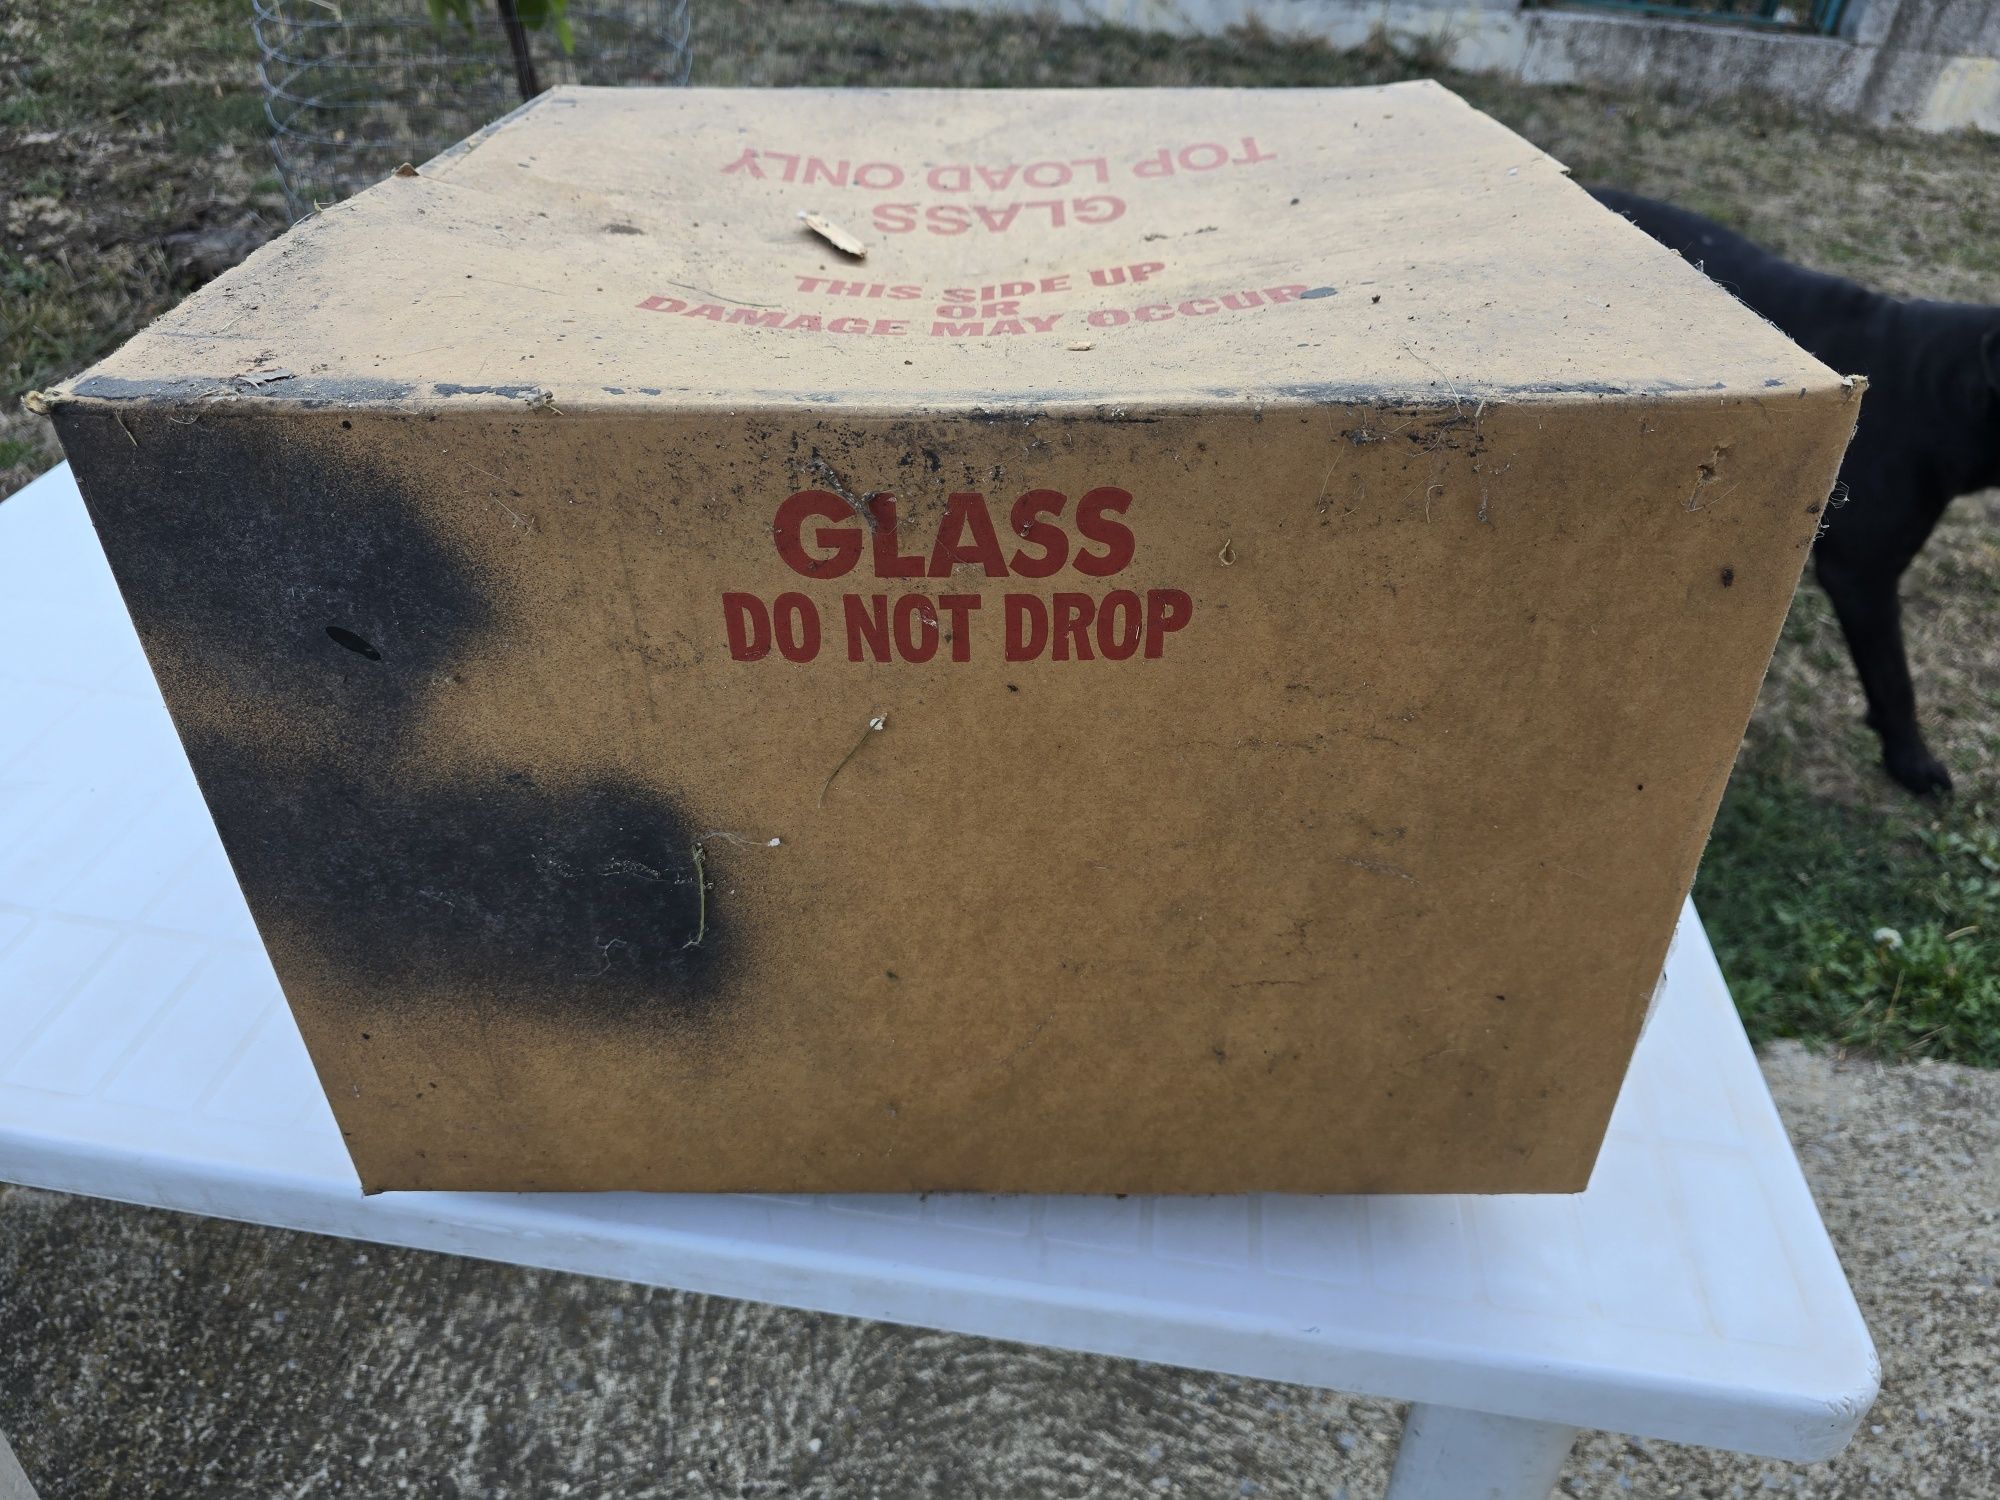 TOP LOAD ONLY
GLASS
THIS SIDE UP
OR
DAMAGE MAY OCCUR
GLASS
DO NOT DROP